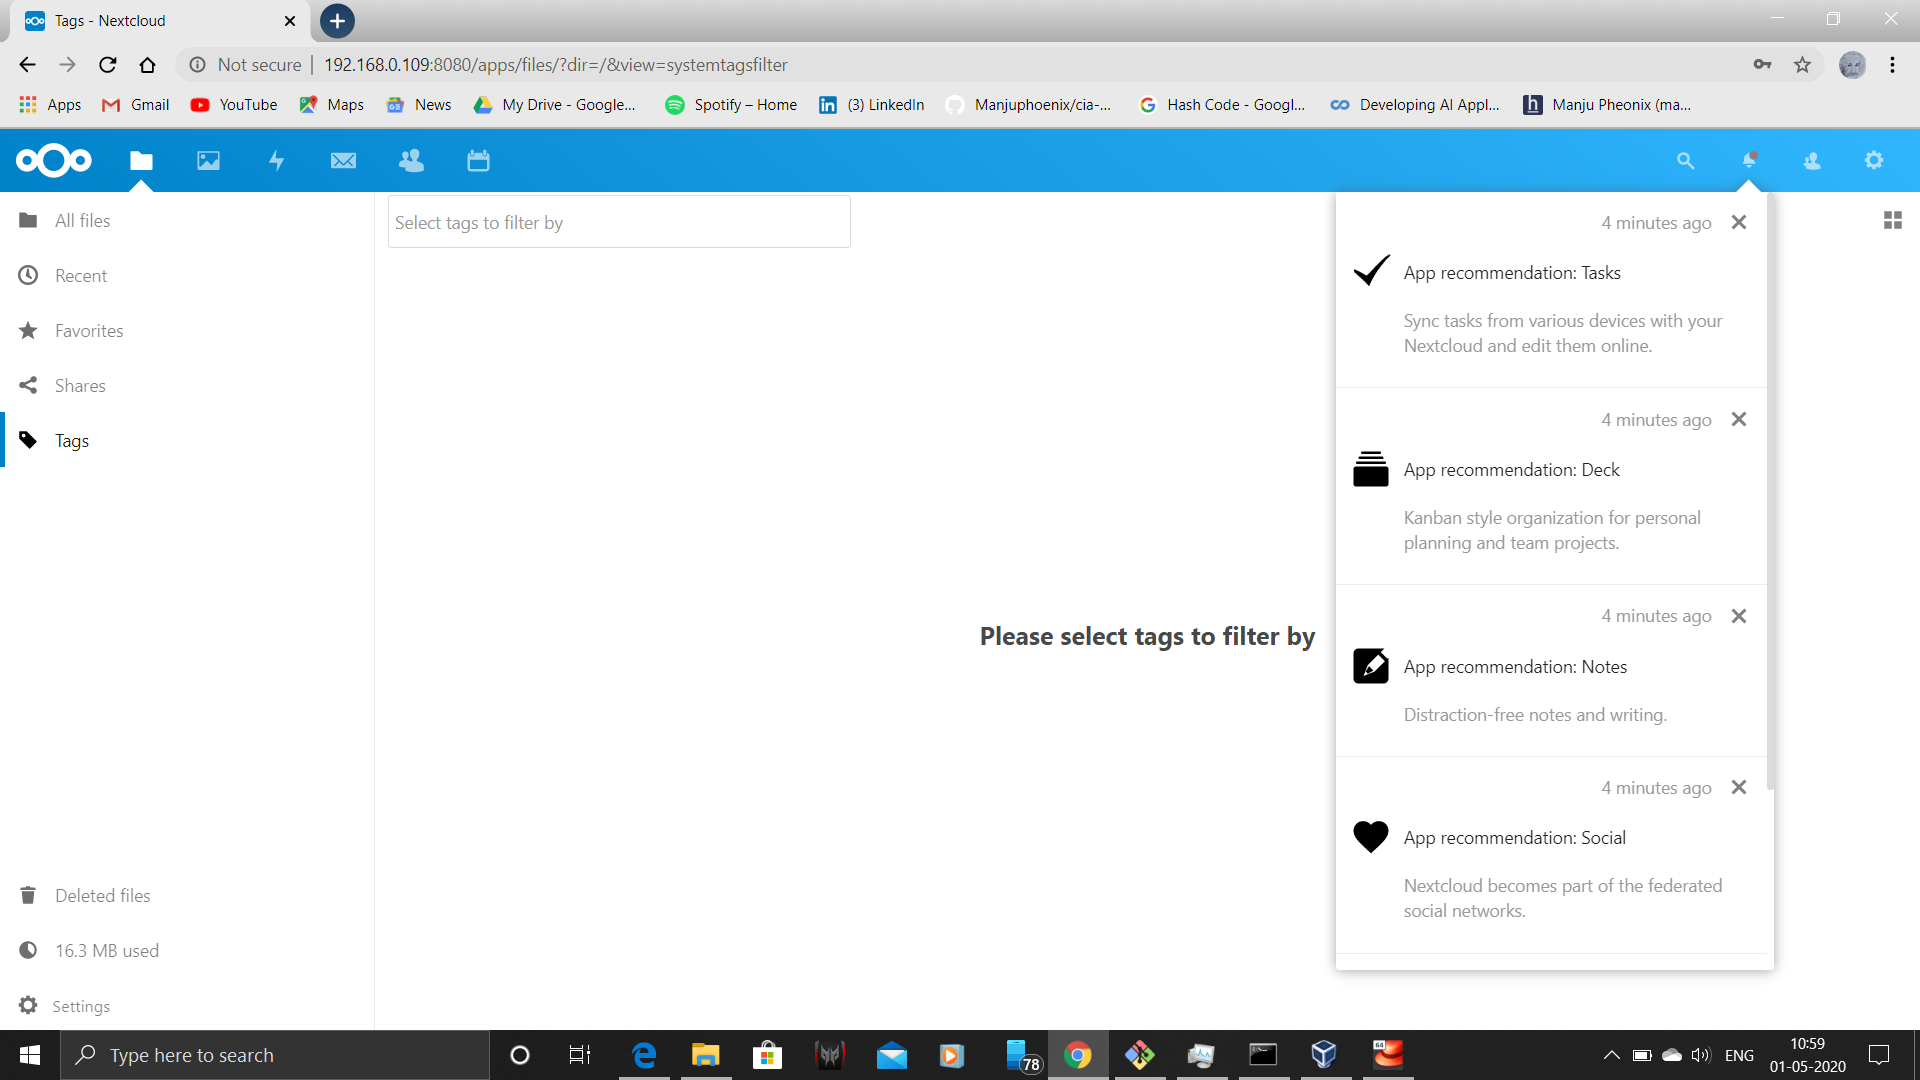 Tags - Nextcloud
Not secure | 192.168.0.109:8080/apps/files/?dir=/&view=systemtagsfilter
Apps Gmail YouTube Maps News My Drive - Google... Spotify – Home (3) LinkedIn Manjuphoenix/cia-... Hash Code - Googl... Developing AI Appl... Manju Pheonix (ma...
All files
Recent
Favorites
Shares
Tags
Deleted files
16.3 MB used
Settings
Select tags to filter by
Please select tags to filter by
4 minutes ago
App recommendation: Tasks
Sync tasks from various devices with your
Nextcloud and edit them online.
4 minutes ago
App recommendation: Deck
Kanban style organization for personal
planning and team projects.
4 minutes ago
App recommendation: Notes
Distraction-free notes and writing.
4 minutes ago
App recommendation: Social
Nextcloud becomes part of the federated
social networks.
Type here to search
78
64
ENG
10:59
01-05-2020